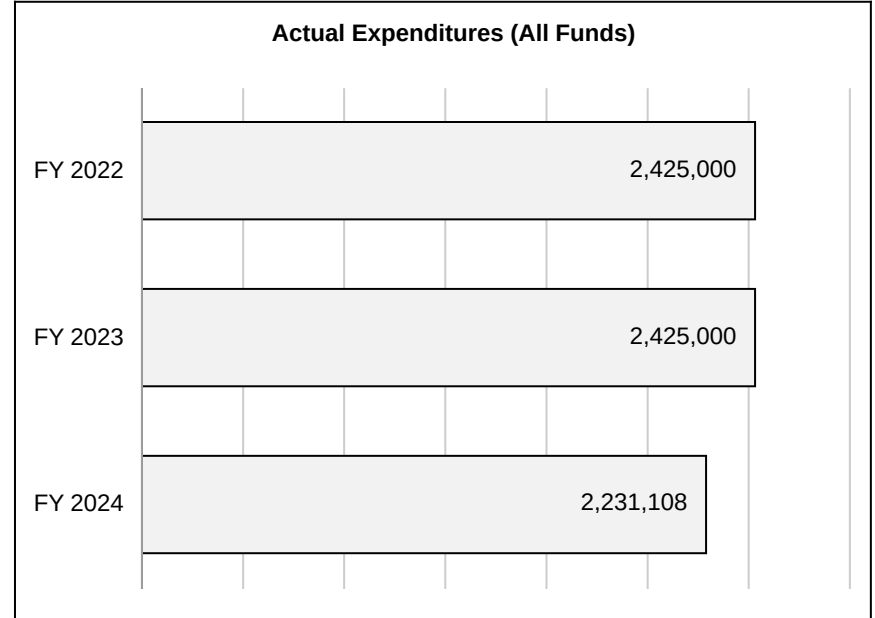 Actual Expenditures (All Funds)
FY 2022
2,425,000
FY 2023
2,425,000
FY 2024
2,231,108